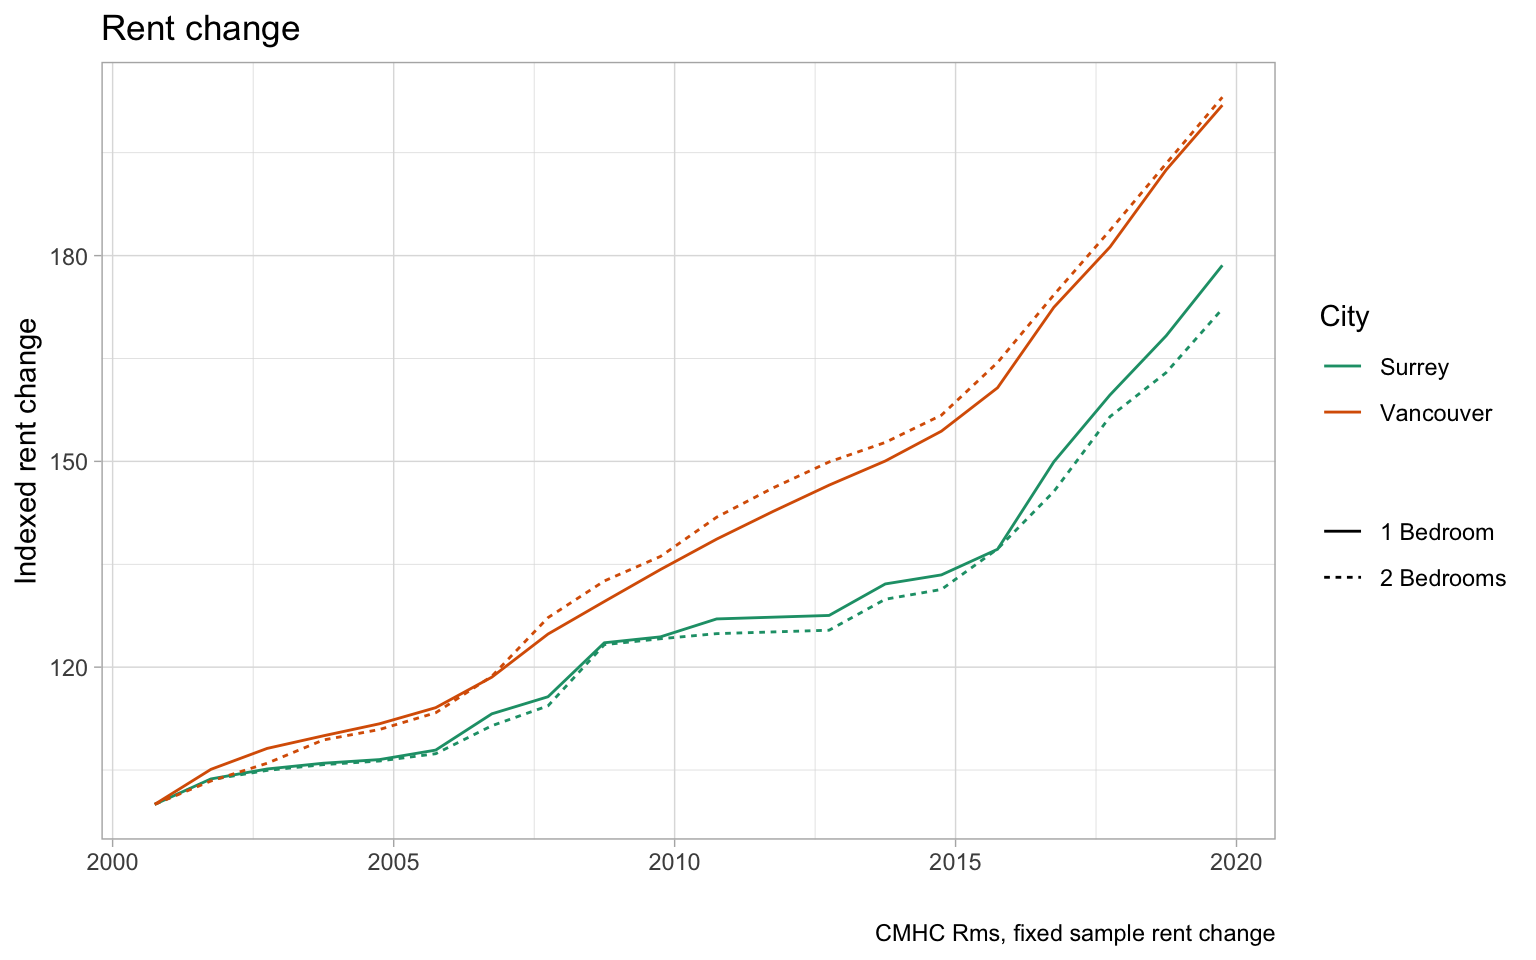 Rent change
Indexed rent change
180
150
120
2000
2005
2010
2015
2020
City
Surrey
Vancouver
1 Bedroom
2 Bedrooms
CMHC Rms, fixed sample rent change